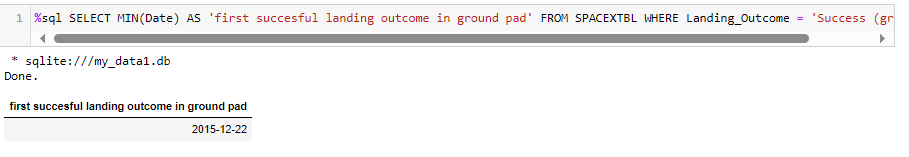 1 %sql SELECT MIN(Date) AS 'first succesful landing outcome in ground pad' FROM SPACEXTBL WHERE Landing_Outcome = 'Success (gr
* sqlite:///my_data1.db
Done.
first succesful landing outcome in ground pad
2015-12-22